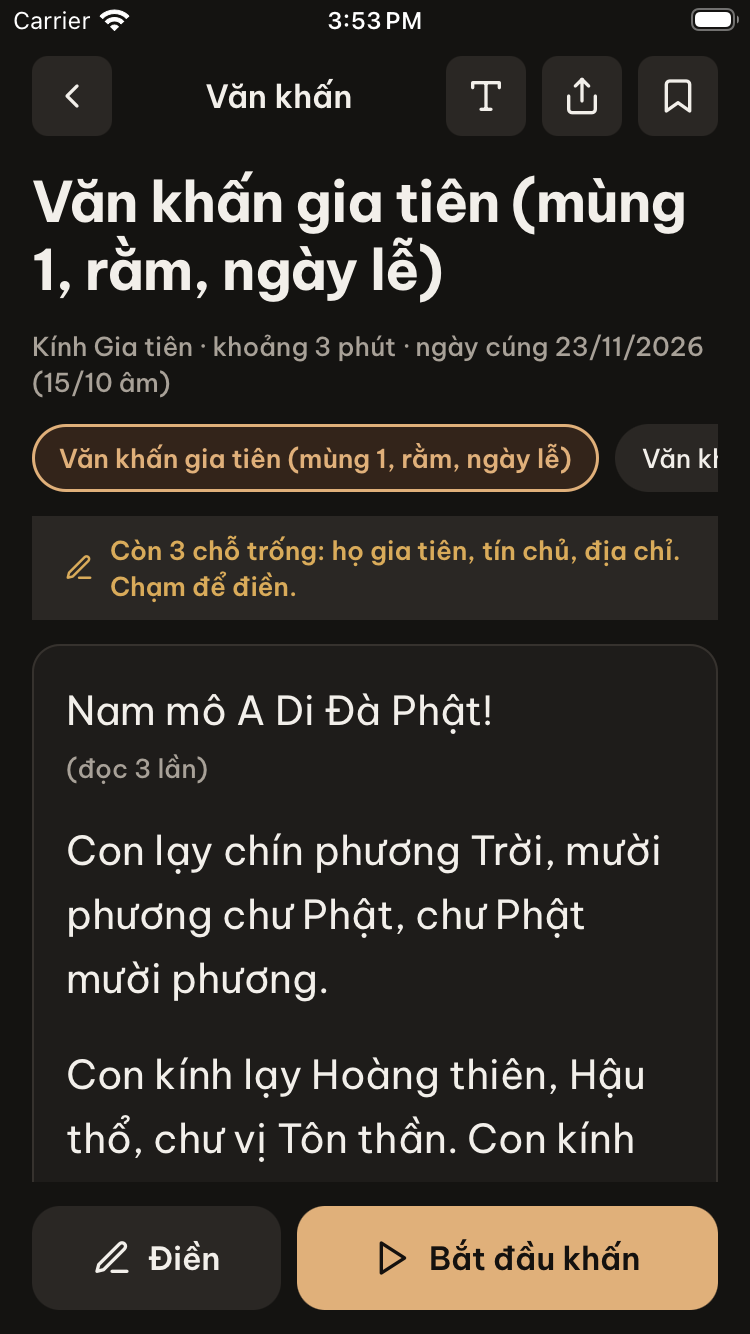 Carrier 3:53 PM
Văn khấn
Văn khấn gia tiên (mùng
1, rằm, ngày lễ)
Kính Gia tiên · khoảng 3 phút · ngày cúng 23/11/2026
(15/10 âm)
Văn khấn gia tiên (mùng 1, rằm, ngày lễ) Văn
Còn 3 chỗ trống: họ gia tiên, tín chủ, địa chỉ.
Chạm để điền.
Nam mô A Di Đà Phật!
(đọc 3 lần)
Con lạy chín phương Trời, mười
phương chư Phật, chư Phật
mười phương.
Con kính lạy Hoàng thiên, Hậu
thổ, chư vị Tôn thần. Con kính
Điền Bắt đầu khấn